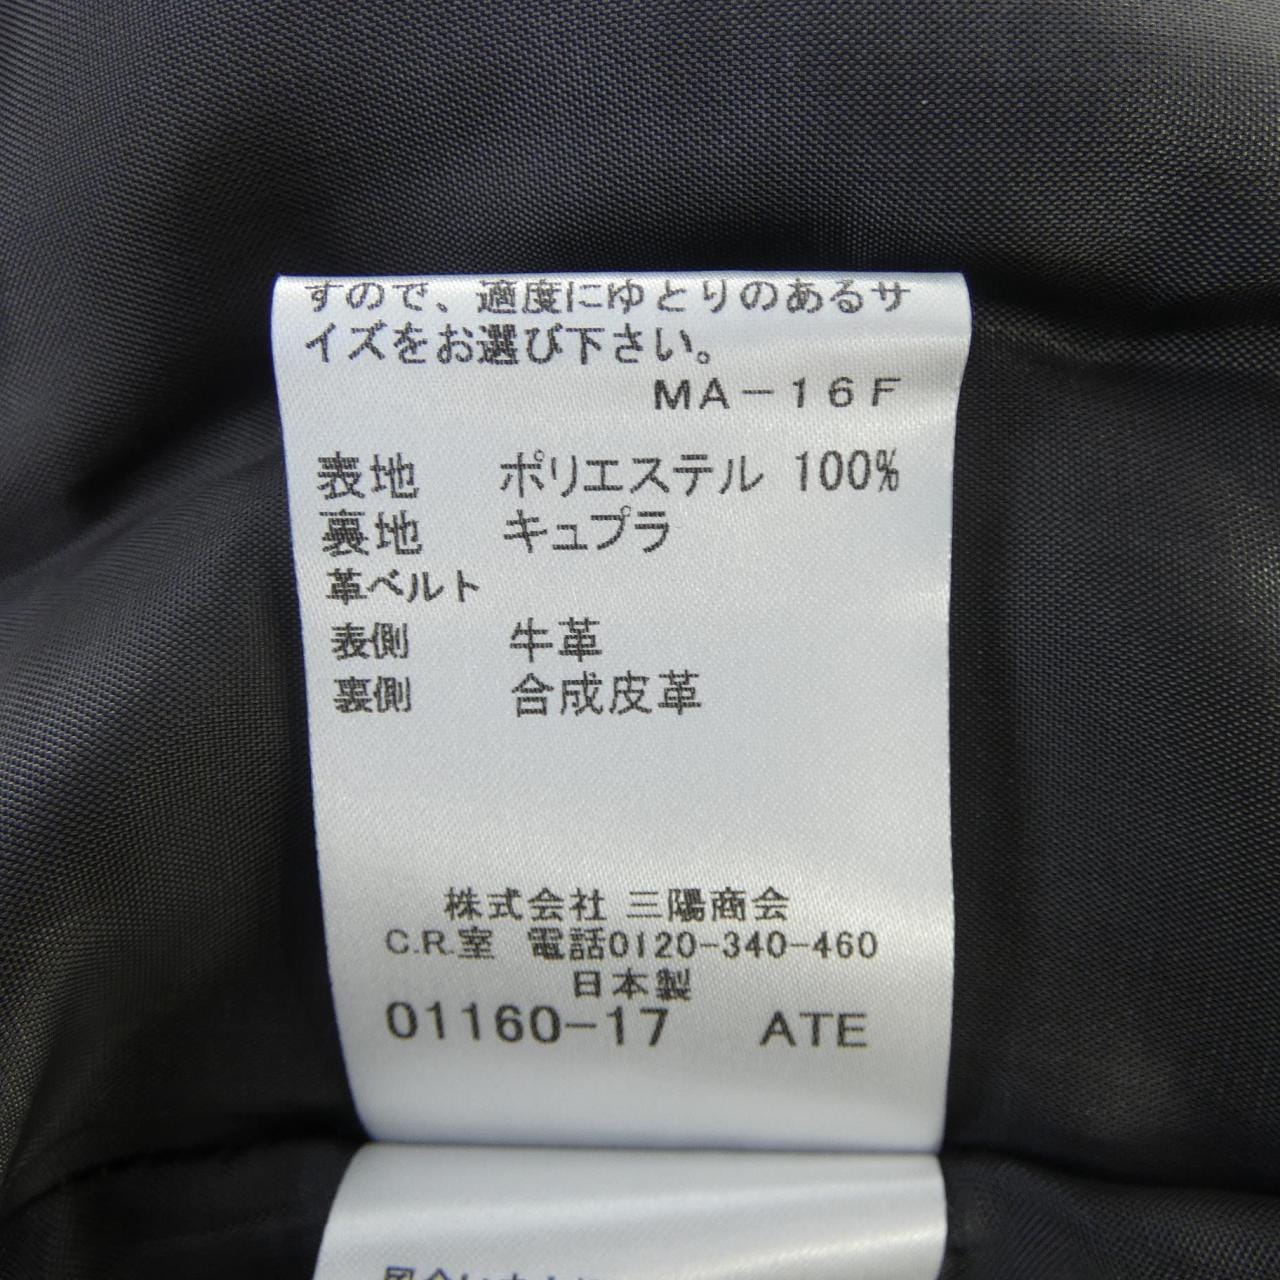 すので、適度にゆとりのあるサ
イズをお選び下さい。
MA－16F
表地　ポリエステル 100%
裏地　キュプラ
革ベルト
表側　牛革
裏側　合成皮革
株式会社 三陽商会
C.R.室　電話0120-340-460
日本製
01160-17　ATE